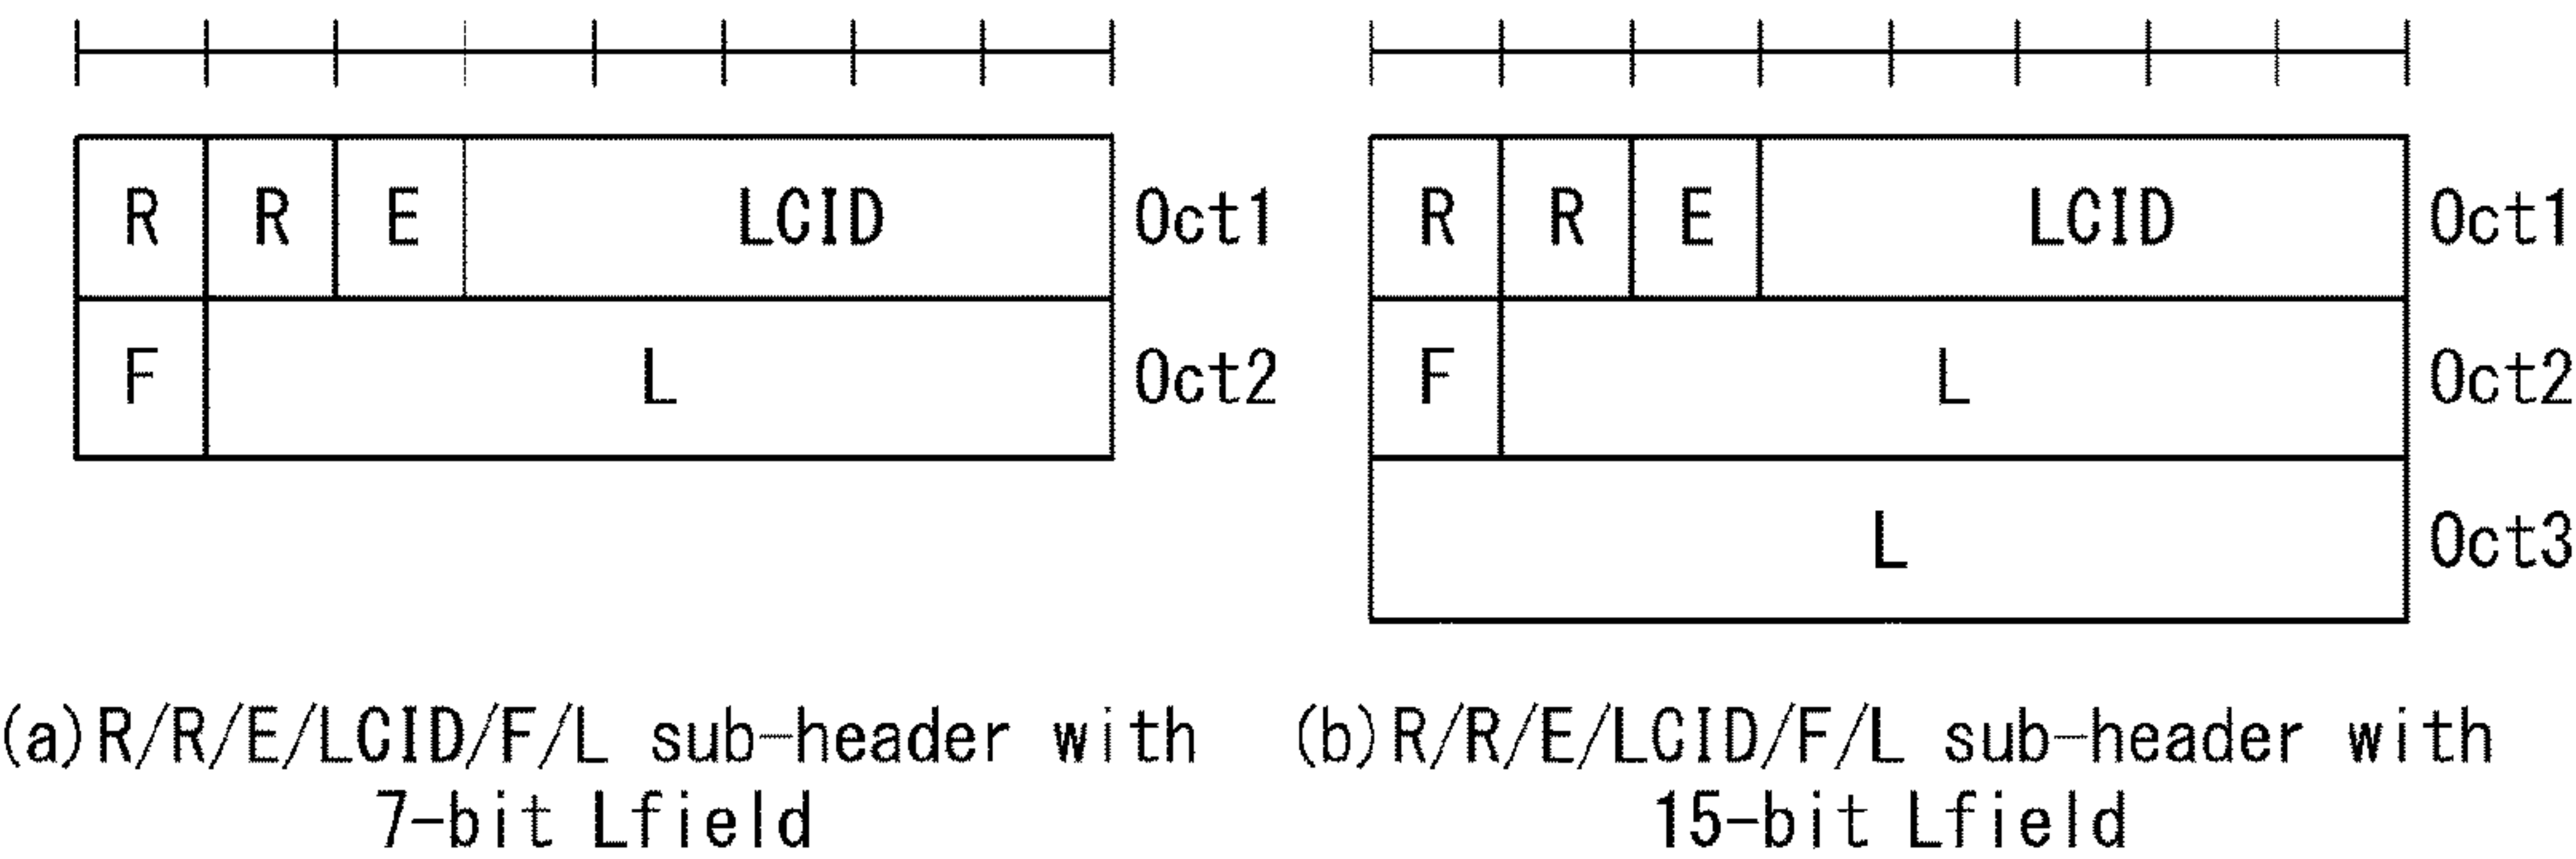 R R E LCID Oct1
F L Oct2
(a)R/R/E/LCID/F/L sub-header with
7-bit Lfield
R R E LCID Oct1
F L Oct2
L Oct3
(b)R/R/E/LCID/F/L sub-header with
15-bit Lfield